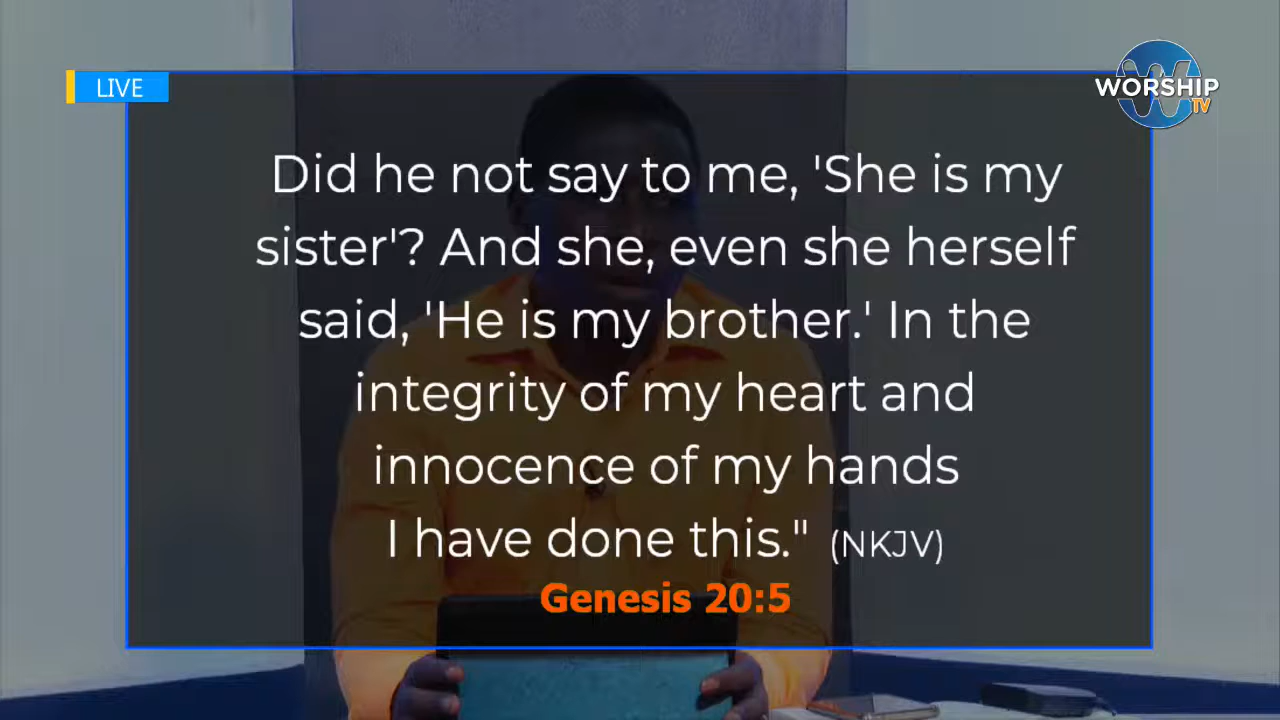 LIVE
WORSHIP
TV
Did he not say to me, 'She is my
sister'? And she, even she herself
said, 'He is my brother.' In the
integrity of my heart and
innocence of my hands
I have done this." (NKJV)
Genesis 20:5